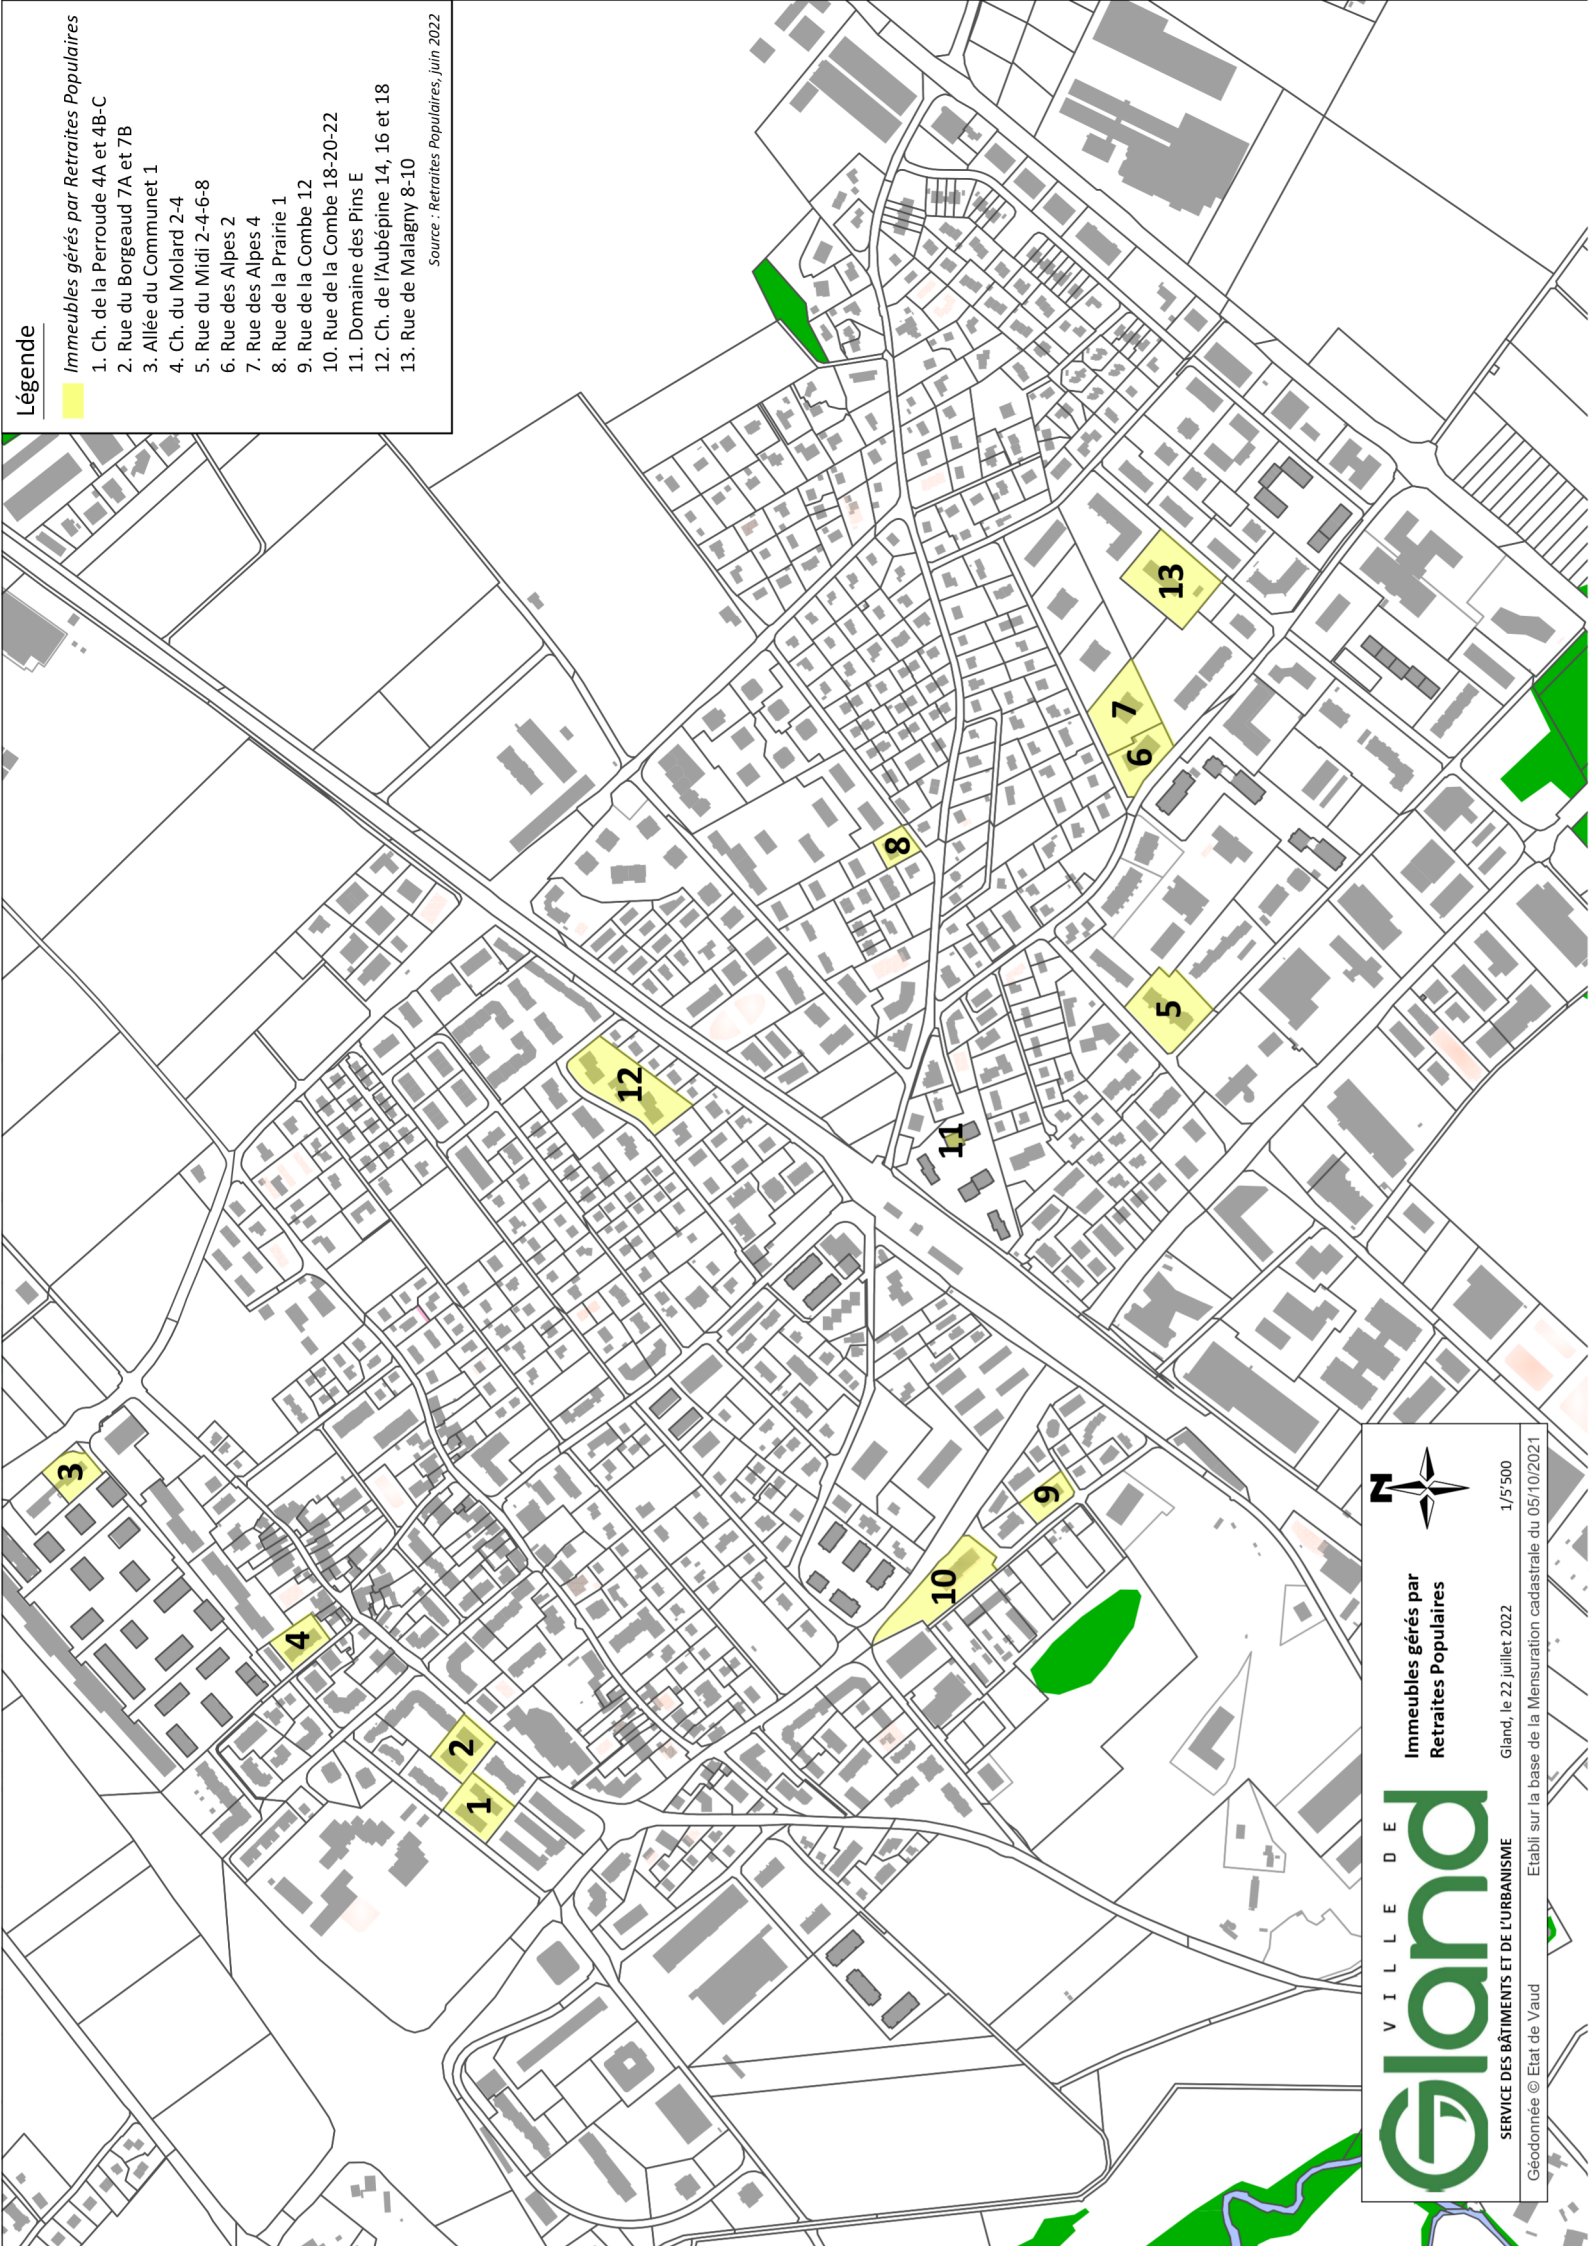 Légende
Immeubles gérés par Retraites Populaires
1. Ch. de la Perroude 4A et 4B-C
2. Rue du Borgeaud 7A et 7B
3. Allée du Communet 1
4. Ch. du Molard 2-4
5. Rue du Midi 2-4-6-8
6. Rue des Alpes 2
7. Rue des Alpes 4
8. Rue de la Prairie 1
9. Rue de la Combe 12
10. Rue de la Combe 18-20-22
11. Domaine des Pins E
12. Ch. de l'Aubépine 14, 16 et 18
13. Rue de Malagny 8-10
Source : Retraites Populaires, juin 2022
3
4
2
1
12
10
9
11
8
5
6
7
13
VILLE DE
Gland
SERVICE DES BÂTIMENTS ET DE L'URBANISME
Immeubles gérés par
Retraites Populaires
N
Gland, le 22 juillet 2022
1/5'500
Géodonnée © Etat de Vaud
Etabli sur la base de la Mensuration cadastrale du 05/10/2021